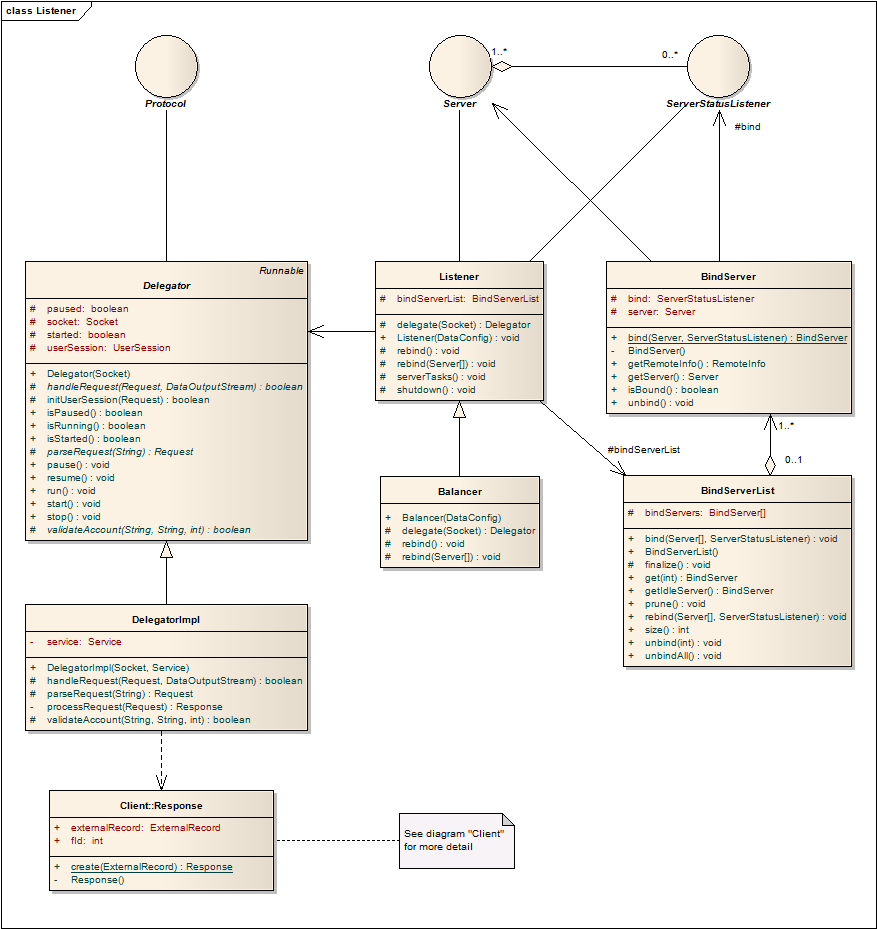 class Listener
1..*
0..*
Protocol
Server
ServerStatusListener
#bind
Runnable
Delegator
# paused: boolean
# socket: Socket
# started: boolean
# userSession: UserSession
+ Delegator(Socket)
# handleRequest(Request, DataOutputStream) : boolean
# initUserSession(Request) : boolean
+ isPaused() : boolean
+ isRunning() : boolean
+ isStarted() : boolean
# parseRequest(String) : Request
+ pause() : void
+ resume() : void
+ run() : void
+ start() : void
+ stop() : void
# validateAccount(String, String, int) : boolean
Listener
# bindServerList: BindServerList
# delegate(Socket) : Delegator
+ Listener(DataConfig) : void
# rebind() : void
# rebind(Server[]) : void
# serverTasks() : void
# shutdown() : void
BindServer
# bind: ServerStatusListener
# server: Server
+ bind(Server, ServerStatusListener) : BindServer
- BindServer()
+ getRemoteInfo() : RemoteInfo
+ getServer() : Server
+ isBound() : boolean
+ unbind() : void
1..*
#bindServerList
0..1
Balancer
+ Balancer(DataConfig)
# delegate(Socket) : Delegator
# rebind() : void
# rebind(Server[]) : void
BindServerList
# bindServers: BindServer[]
+ bind(Server[], ServerStatusListener) : void
+ BindServerList()
# finalize() : void
+ get(int) : BindServer
+ getIdleServer() : BindServer
+ prune() : void
+ rebind(Server[], ServerStatusListener) : void
+ size() : int
+ unbind(int) : void
+ unbindAll() : void
DelegatorImpl
- service: Service
+ DelegatorImpl(Socket, Service)
# handleRequest(Request, DataOutputStream) : boolean
# parseRequest(String) : Request
- processRequest(Request) : Response
# validateAccount(String, String, int) : boolean
Client::Response
+ externalRecord: ExternalRecord
+ fId: int
+ create(ExternalRecord) : Response
- Response()
See diagram "Client"
for more detail